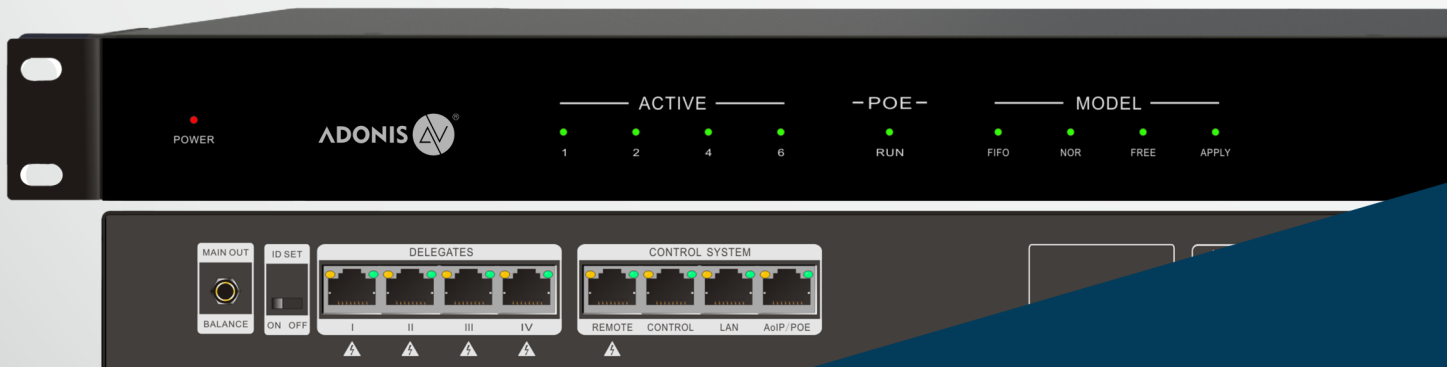 ACTIVE
POE
MODEL
POWER
ADONIS AV®
1 2 4 6
RUN
FIFO NOR FREE APPLY
MAIN OUT
BALANCE
ID SET
ON OFF
DELEGATES
I II III IV
CONTROL SYSTEM
REMOTE CONTROL LAN AoIP/POE